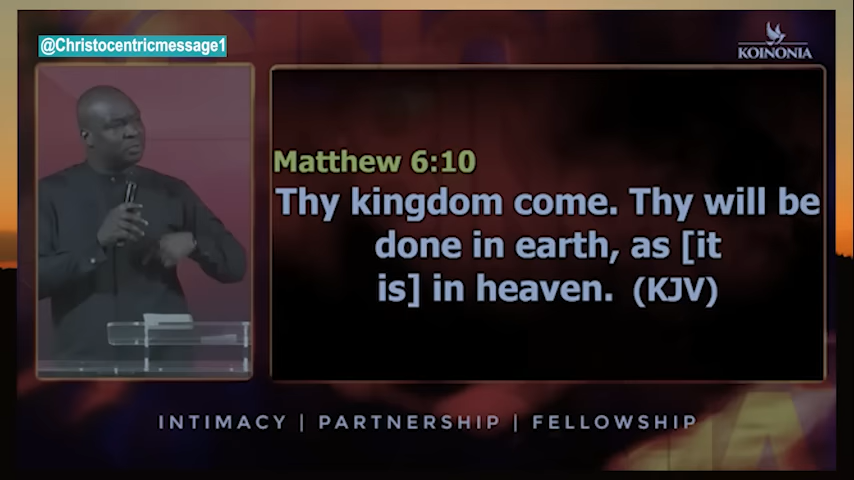 @Christocentricmessage1
KOINONIA
Matthew 6:10
Thy kingdom come. Thy will be
done in earth, as [it
is] in heaven. (KJV)
INTIMACY | PARTNERSHIP | FELLOWSHIP